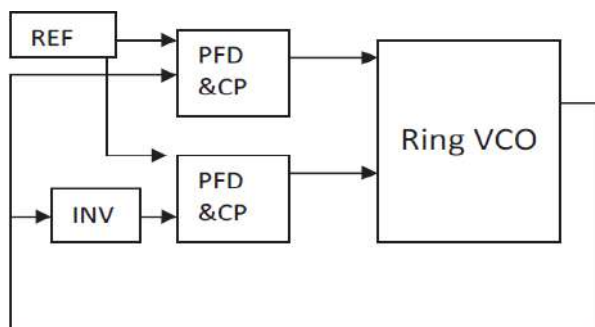 REF
PFD
&CP
Ring VCO
PFD
&CP
INV